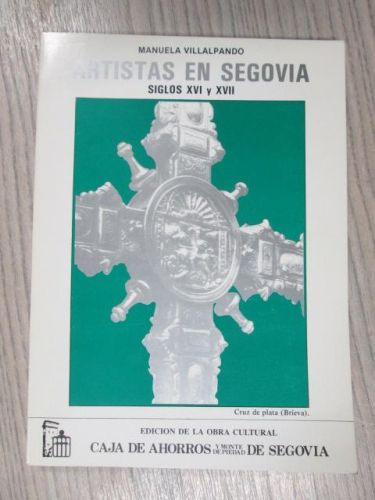 MANUELA VILLALPANDO
ARTISTAS EN SEGOVIA
SIGLOS XVI y XVII
Cruz de plata (Brieva).
EDICION DE LA OBRA CULTURAL
CAJA DE AHORROS Y MONTE DE PIEDAD DE SEGOVIA